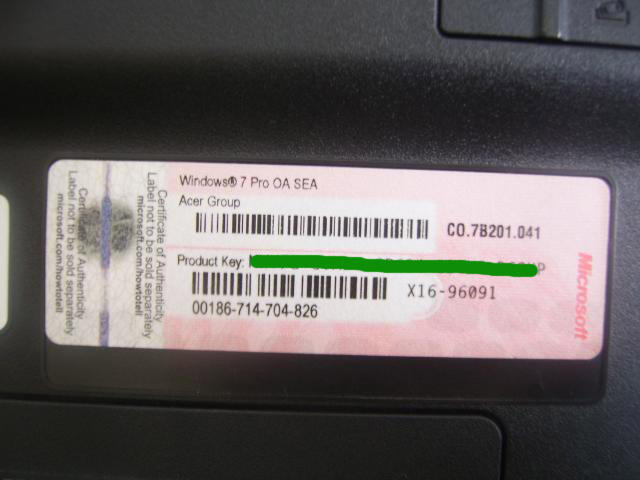 Windows® 7 Pro OA SEA
Acer Group
CO.7B201.041
Product Key:
X16-96091
00186-714-704-826
Microsoft
Certificate of Authenticity
Label not to be sold separately
microsoft.com/howtotell
Certificate of Authenticity
Label not to be sold separately
microsoft.com/howtotell